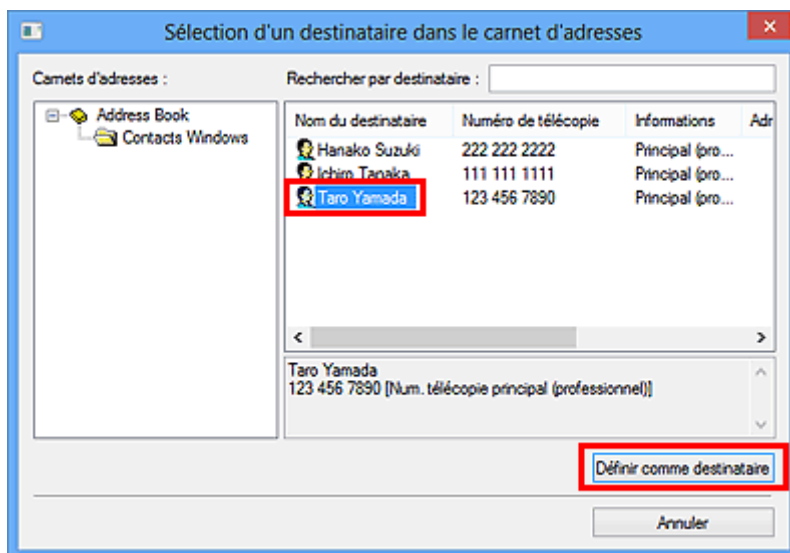 Sélection d'un destinataire dans le carnet d'adresses
Carnets d'adresses :
Rechercher par destinataire :
Address Book
Contacts Windows
Nom du destinataire Numéro de télécopie Informations Adr
Hanako Suzuki 222 222 2222 Principal (pro...
Ichiro Tanaka 111 111 1111 Principal (pro...
Taro Yamada 123 456 7890 Principal (pro...
Taro Yamada
123 456 7890 [Num. télécopie principal (professionnel)]
Définir comme destinataire
Annuler